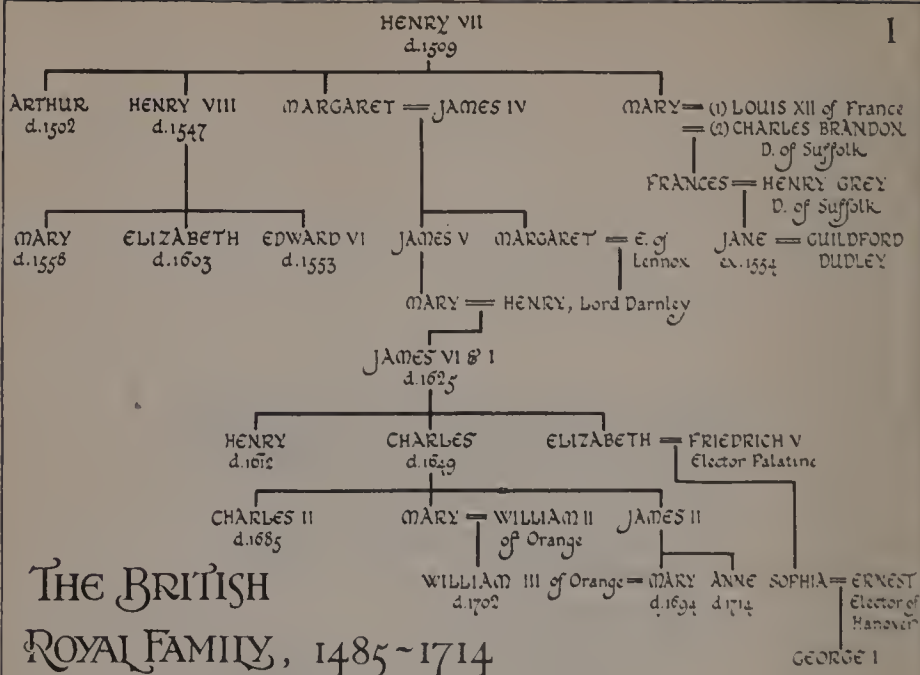 HENRY VII
d.1509
I
ARTHUR
d.1502
HENRY VIII
d.1547
MARGARET = JAMES IV
MARY = (1) LOUIS XII of France
= (2) CHARLES BRANDON
D. of Suffolk
FRANCES = HENRY GREY
D. of Suffolk
MARY
d.1558
ELIZABETH
d.1603
EDWARD VI
d.1553
JAMES V
MARGARET = E. of
Lennox
JANE = GUILDFORD
ex.1554 DUDLEY
MARY = HENRY, Lord Darnley
JAMES VI & I
d.1625
HENRY
d.1612
CHARLES
d.1649
ELIZABETH = FRIEDRICH V
Elector Palatine
CHARLES II
d.1685
MARY = WILLIAM II
of Orange
JAMES II
WILLIAM III of Orange = MARY
d.1702 d.1694
ANNE
d.1714
SOPHIA = ERNEST
Elector of
Hanover
GEORGE I
THE BRITISH
ROYAL FAMILY, 1485~1714